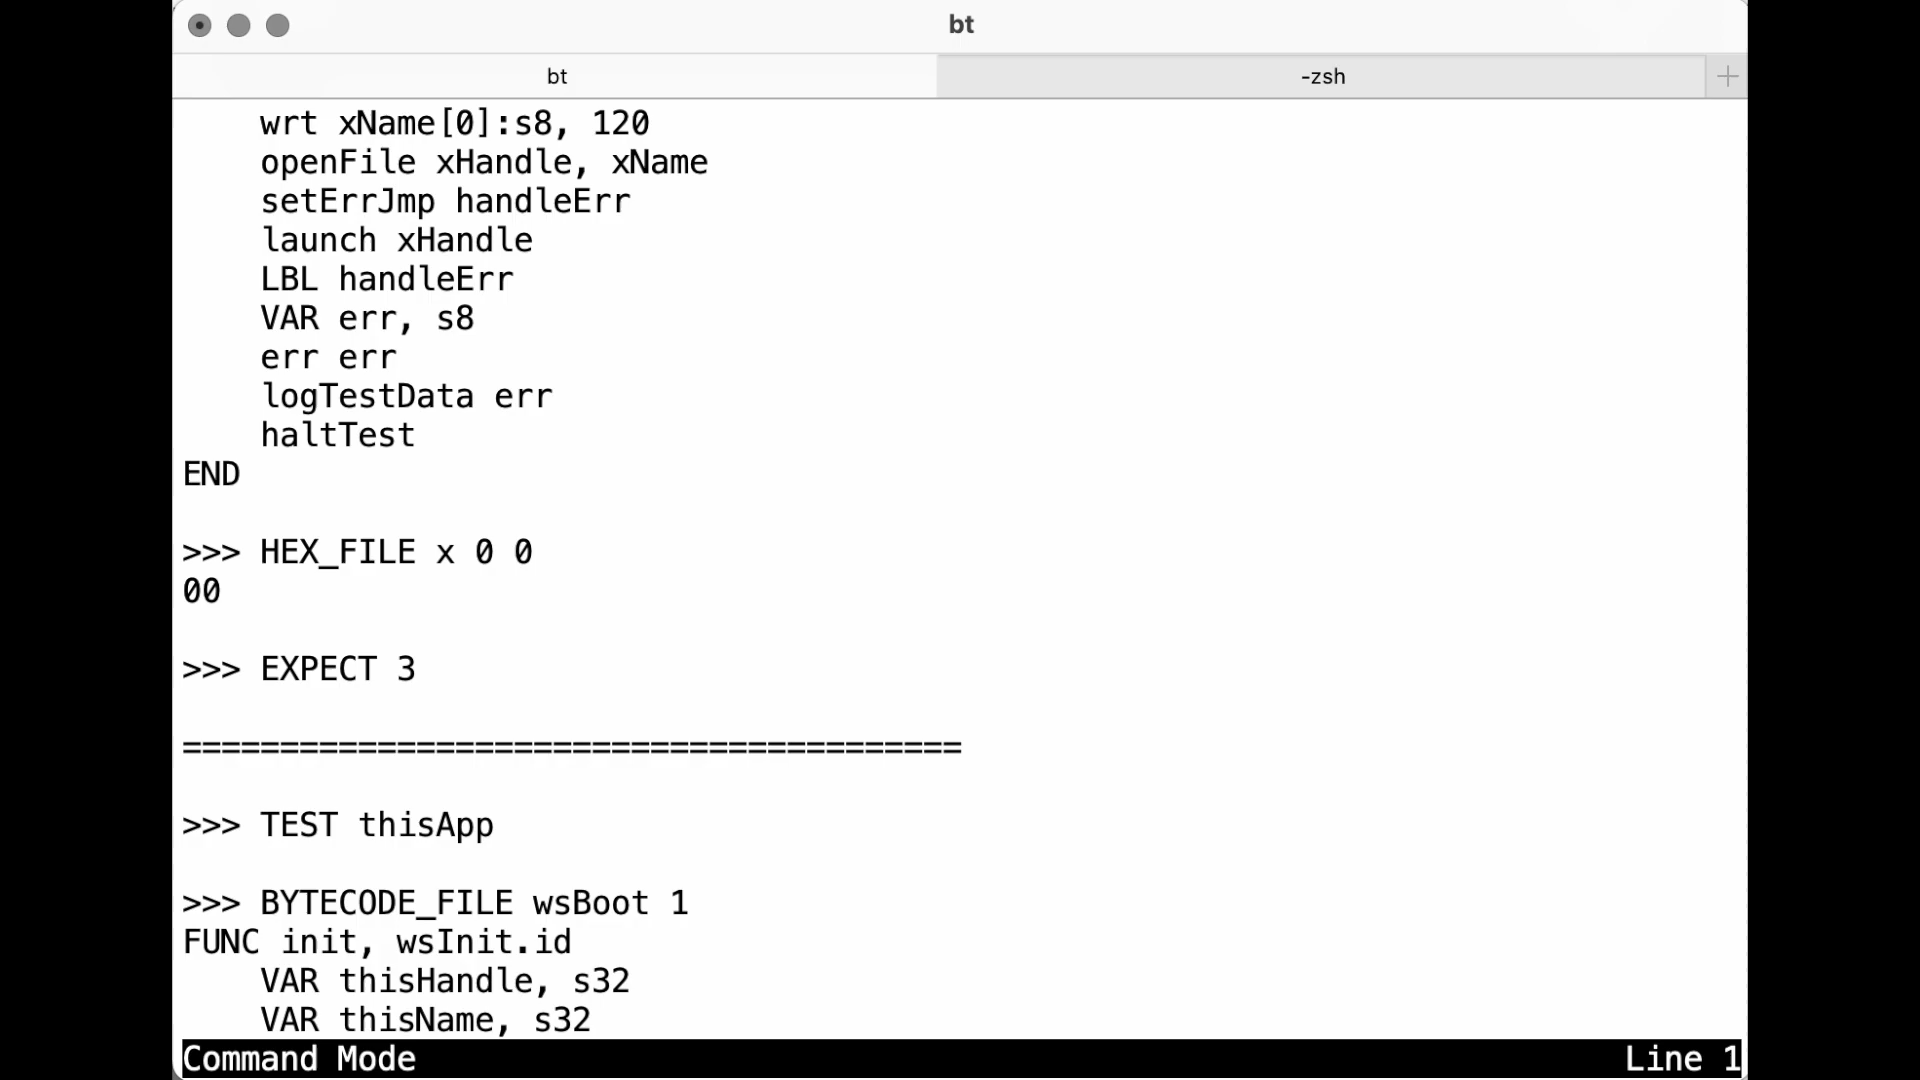 bt
bt
-zsh
wrt xName[0]:s8, 120
openFile xHandle, xName
setErrJmp handleErr
launch xHandle
LBL handleErr
VAR err, s8
err err
logTestData err
haltTest
END
>>> HEX_FILE x 0 0
00
>>> EXPECT 3
========================================
>>> TEST thisApp
>>> BYTECODE_FILE wsBoot 1
FUNC init, wsInit.id
VAR thisHandle, s32
VAR thisName, s32
Command Mode
Line 1